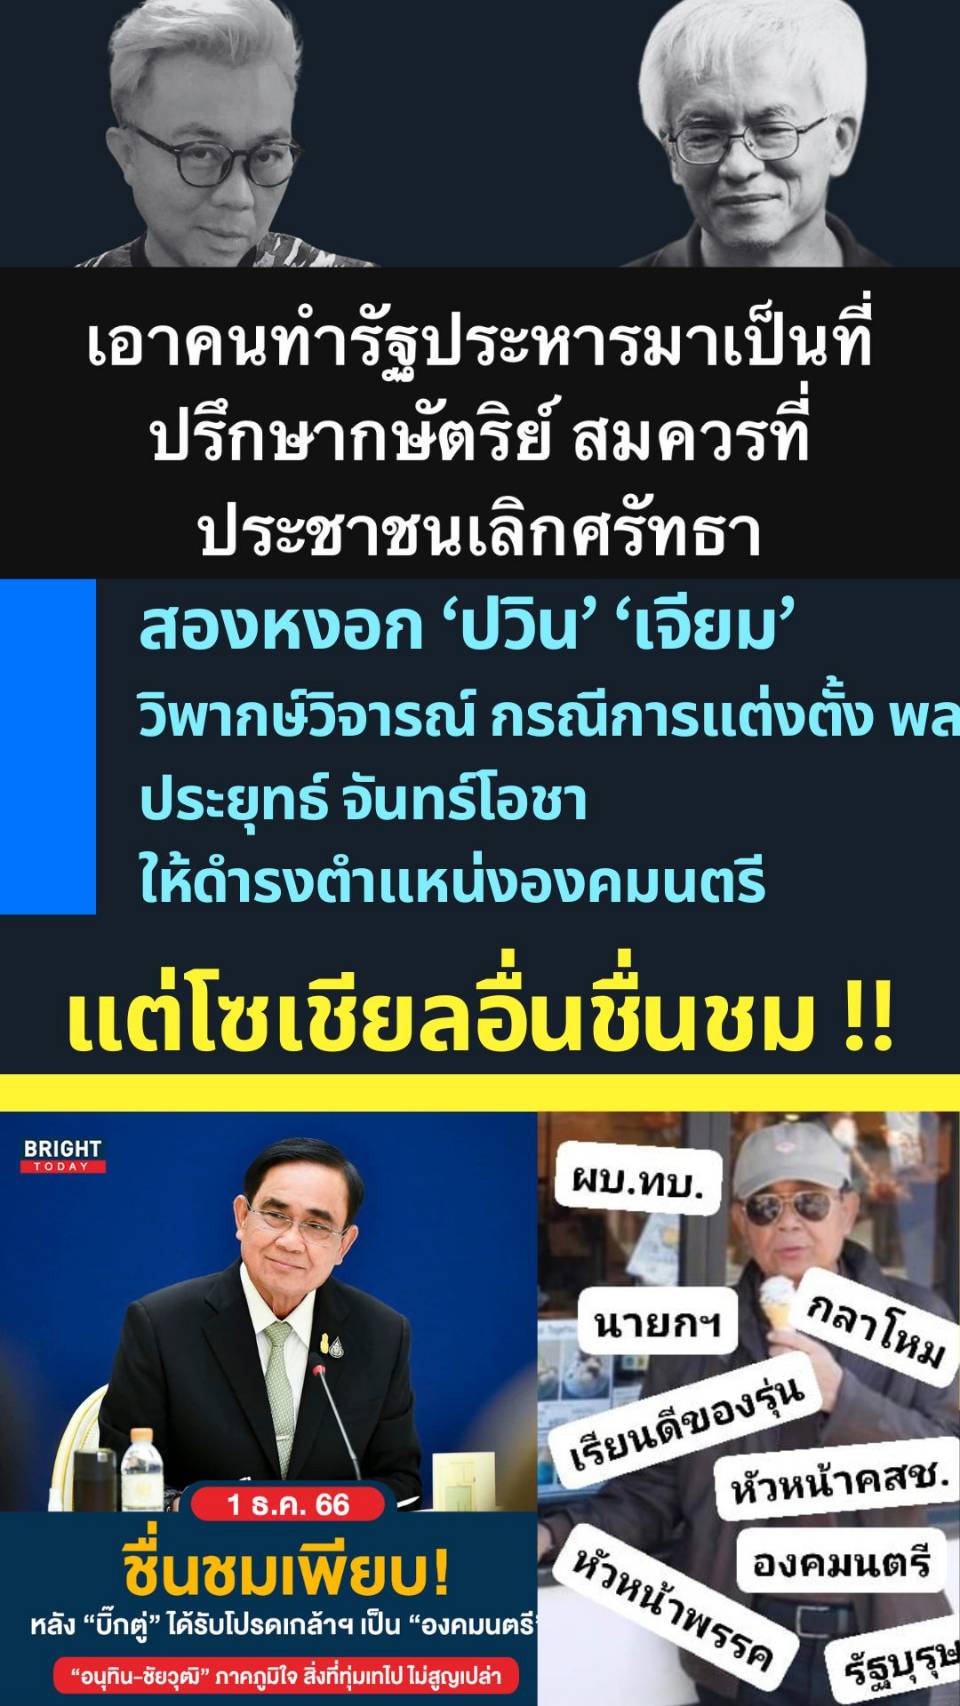 เอาคนทำรัฐประหารมาเป็นที่
ปรึกษากษัตริย์ สมควรที่
ประชาชนเลิกศรัทธา
สองหงอก ‘ปวิน’ ‘เจียม’
วิพากษ์วิจารณ์ กรณีการแต่งตั้ง พล
ประยุทธ์ จันทร์โอชา
ให้ดำรงตำแหน่งองคมนตรี
แต่โซเชียลอื่นชื่นชม !!
BRIGHT
TODAY
1 ธ.ค. 66
ชื่นชมเพียบ!
หลัง “บิ๊กตู่” ได้รับโปรดเกล้าฯ เป็น “องคมนตรี”
“อนุทิน-ชัยวุฒิ” ภาคภูมิใจ สิ่งที่ทุ่มเทไป ไม่สูญเปล่า
ผบ.ทบ.
นายกฯ
กลาโหม
เรียนดีของรุ่น
หัวหน้าคสช.
องคมนตรี
หัวหน้าพรรค
รัฐบุรุษ